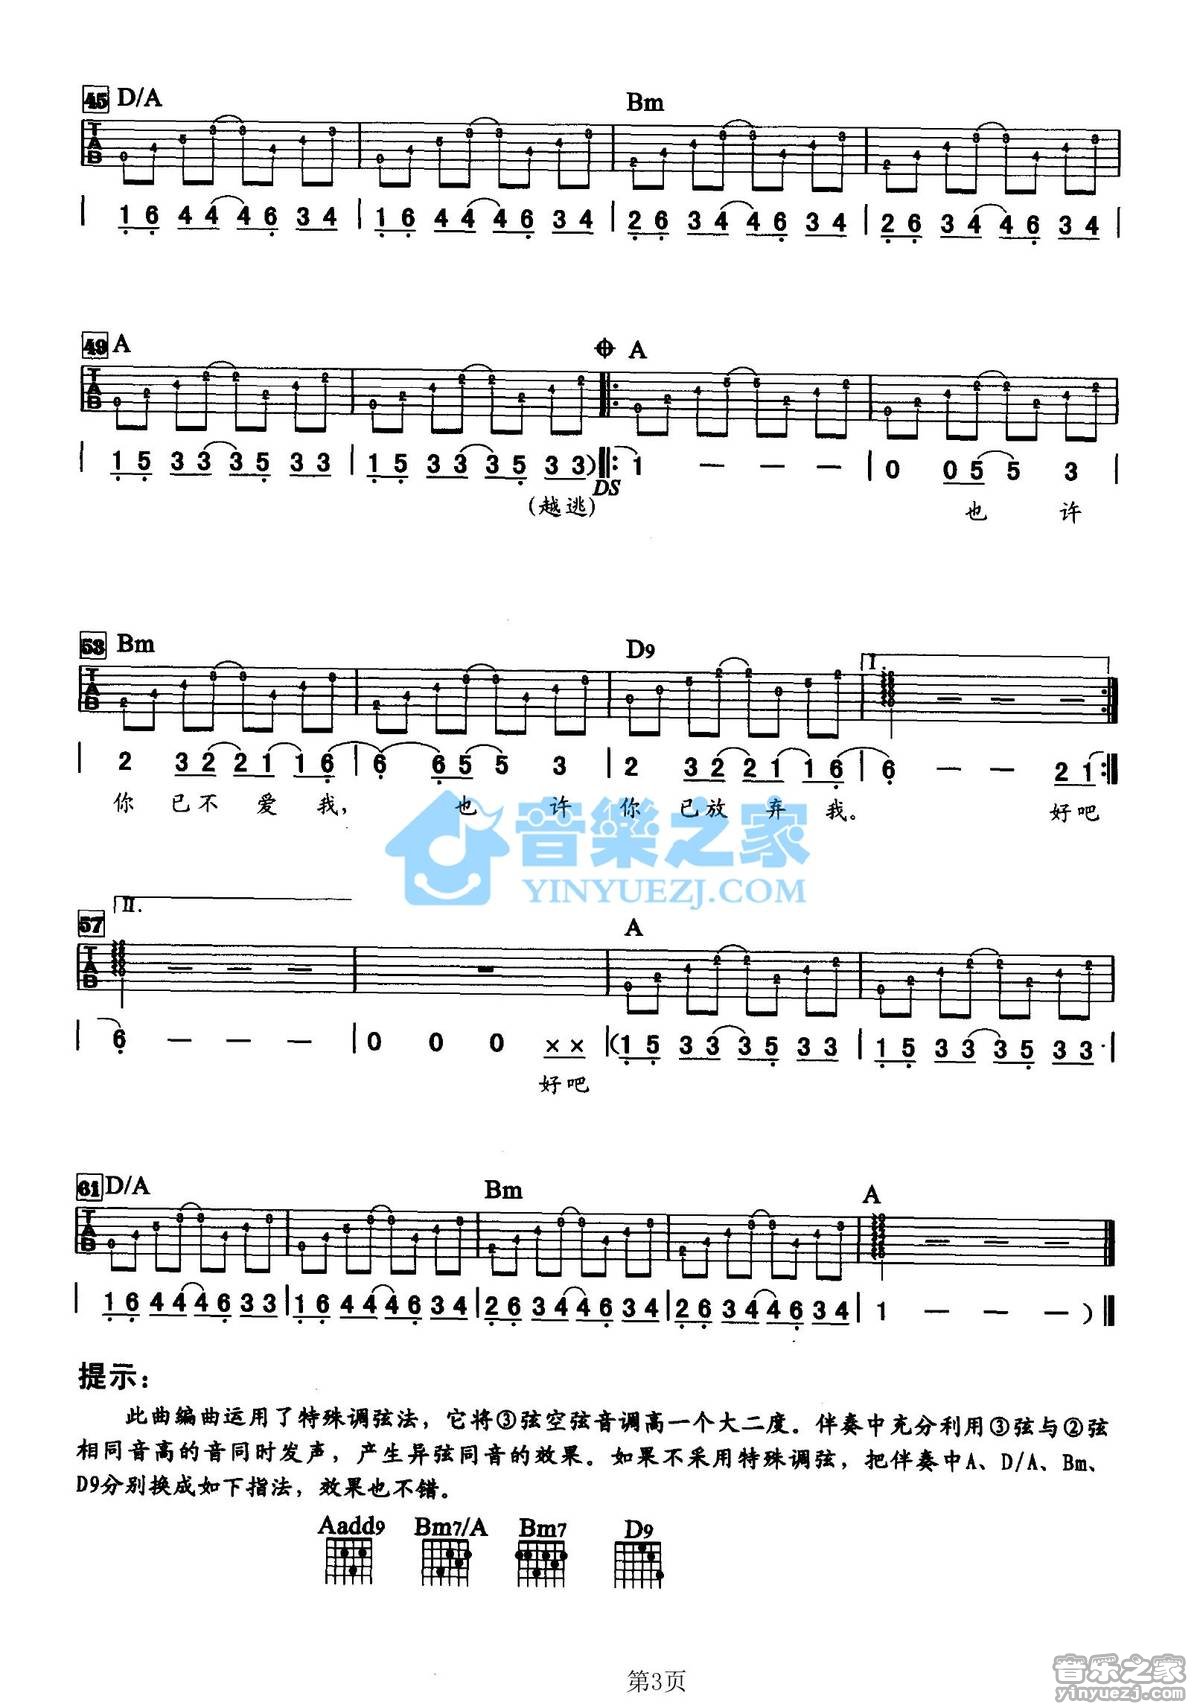 45 D/A Bm
1 6 4 4 4 6 3 4 | 1 6 4 4 4 6 3 4 | 2 6 3 4 4 6 3 4 | 2 6 3 4 4 6 3 4
49 A A
1 5 3 3 3 5 3 3 | 1 5 3 3 3 5 3 3) 1 — — — | 0 0 5 5 3
DS
(越逃) 也 许
53 Bm D9 I.
2 3 2 2 1 1 6 | 6 6 5 5 3 | 2 3 2 2 1 1 6 | 6 — — 2 1
你 已不 爱 我, 也 许 你 已放 弃 我。 好吧
音樂之家
YINYUEZJ.COM
57 II. A
6 — — — | 0 0 0 × × | (1 5 3 3 3 5 3 3 | 1 5 3 3 3 5 3 3
好吧
61 D/A Bm A
1 6 4 4 4 6 3 3 | 1 6 4 4 4 6 3 4 | 2 6 3 4 4 6 3 4 | 2 6 3 4 4 6 3 4 | 1 — — — )
提示:
此曲编曲运用了特殊调弦法,它将③弦空弦音调高一个大二度。伴奏中充分利用③弦与②弦
相同音高的音同时发声,产生异弦同音的效果。如果不采用特殊调弦,把伴奏中A、D/A、Bm、
D9分别换成如下指法,效果也不错。
Aadd9 Bm7/A Bm7 D9
第3页
音乐之家
yinyuezj.com